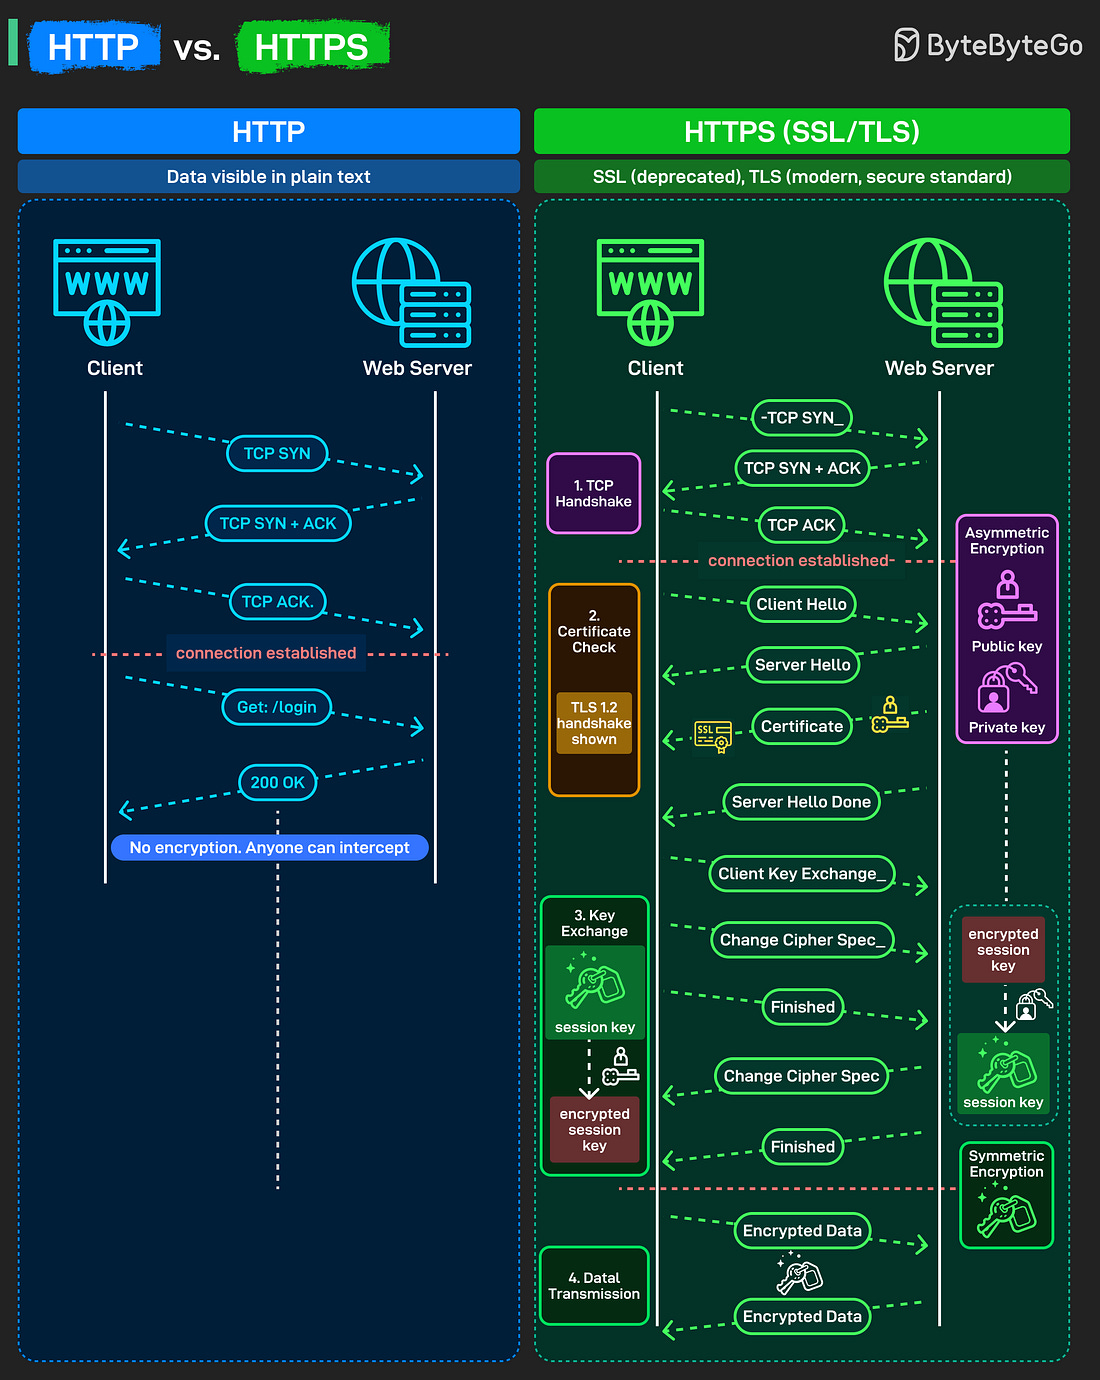 HTTP vs. HTTPS
ByteByteGo
HTTP
Data visible in plain text
WWW
Client
Web Server
TCP SYN
TCP SYN + ACK
TCP ACK.
connection established
Get: /login
200 OK
No encryption. Anyone can intercept
HTTPS (SSL/TLS)
SSL (deprecated), TLS (modern, secure standard)
WWW
Client
Web Server
-TCP SYN_
TCP SYN + ACK
1. TCP
Handshake
TCP ACK
connection established-
Asymmetric
Encryption
Public key
Private key
2.
Certificate
Check
TLS 1.2
handshake
shown
Client Hello
Server Hello
SSL
Certificate
Server Hello Done
Client Key Exchange_
3. Key
Exchange
session key
encrypted
session
key
Change Cipher Spec_
Finished
Change Cipher Spec
Finished
encrypted
session
key
session key
Symmetric
Encryption
Encrypted Data
4. Datal
Transmission
Encrypted Data